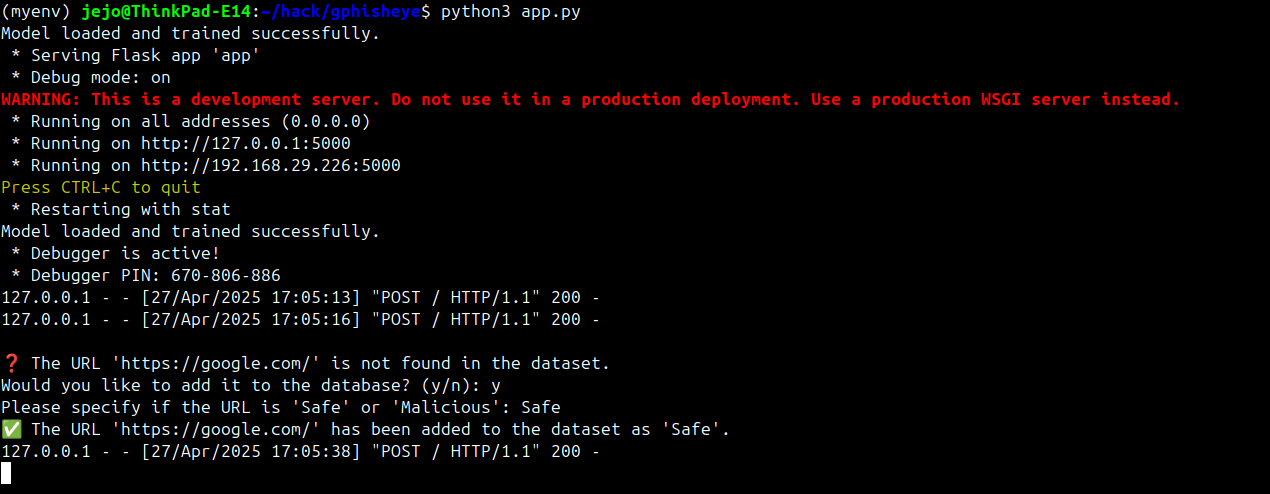 (myenv) jejo@ThinkPad-E14:~/hack/gphisheye$ python3 app.py
Model loaded and trained successfully.
 * Serving Flask app 'app'
 * Debug mode: on
WARNING: This is a development server. Do not use it in a production deployment. Use a production WSGI server instead.
 * Running on all addresses (0.0.0.0)
 * Running on http://127.0.0.1:5000
 * Running on http://192.168.29.226:5000
Press CTRL+C to quit
 * Restarting with stat
Model loaded and trained successfully.
 * Debugger is active!
 * Debugger PIN: 670-806-886
127.0.0.1 - - [27/Apr/2025 17:05:13] "POST / HTTP/1.1" 200 -
127.0.0.1 - - [27/Apr/2025 17:05:16] "POST / HTTP/1.1" 200 -
❓ The URL 'https://google.com/' is not found in the dataset.
Would you like to add it to the database? (y/n): y
Please specify if the URL is 'Safe' or 'Malicious': Safe
✅ The URL 'https://google.com/' has been added to the dataset as 'Safe'.
127.0.0.1 - - [27/Apr/2025 17:05:38] "POST / HTTP/1.1" 200 -